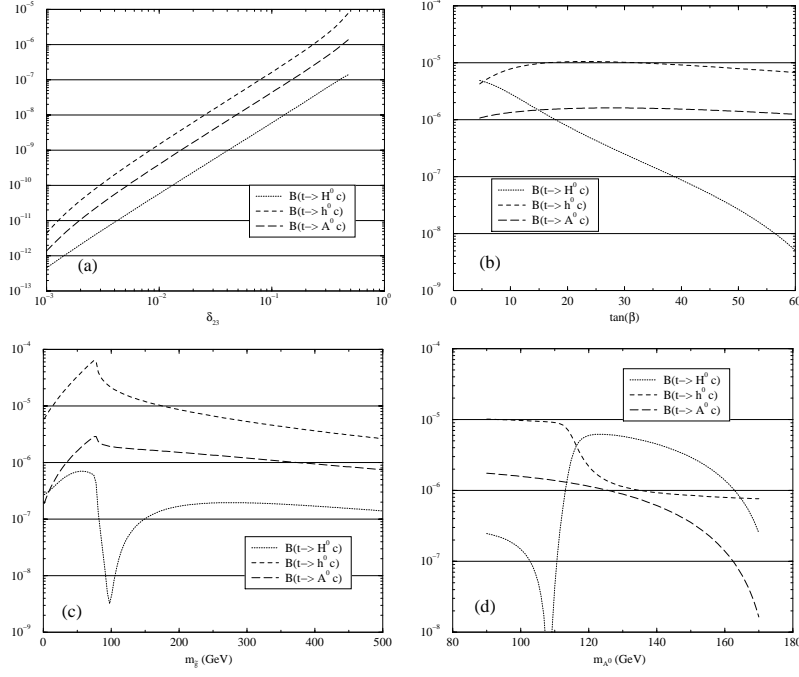 10⁻⁵
10⁻⁶
10⁻⁷
10⁻⁸
10⁻⁹
10⁻¹⁰
10⁻¹¹
10⁻¹²
10⁻¹³
B(t−> H⁰ c)
B(t−> h⁰ c)
B(t−> A⁰ c)
(a)
10⁻³ 10⁻² 10⁻¹ 10⁰
δ₂₃
10⁻⁴
10⁻⁵
10⁻⁶
10⁻⁷
10⁻⁸
10⁻⁹
B(t−> H⁰ c)
B(t−> h⁰ c)
B(t−> A⁰ c)
(b)
0 10 20 30 40 50 60
tan(β)
10⁻⁴
10⁻⁵
10⁻⁶
10⁻⁷
10⁻⁸
10⁻⁹
B(t−> H⁰ c)
B(t−> h⁰ c)
B(t−> A⁰ c)
(c)
0 100 200 300 400 500
m_g̃ (GeV)
10⁻⁴
10⁻⁵
10⁻⁶
10⁻⁷
10⁻⁸
B(t−> H⁰ c)
B(t−> h⁰ c)
B(t−> A⁰ c)
(d)
80 100 120 140 160 180
m_A⁰ (GeV)